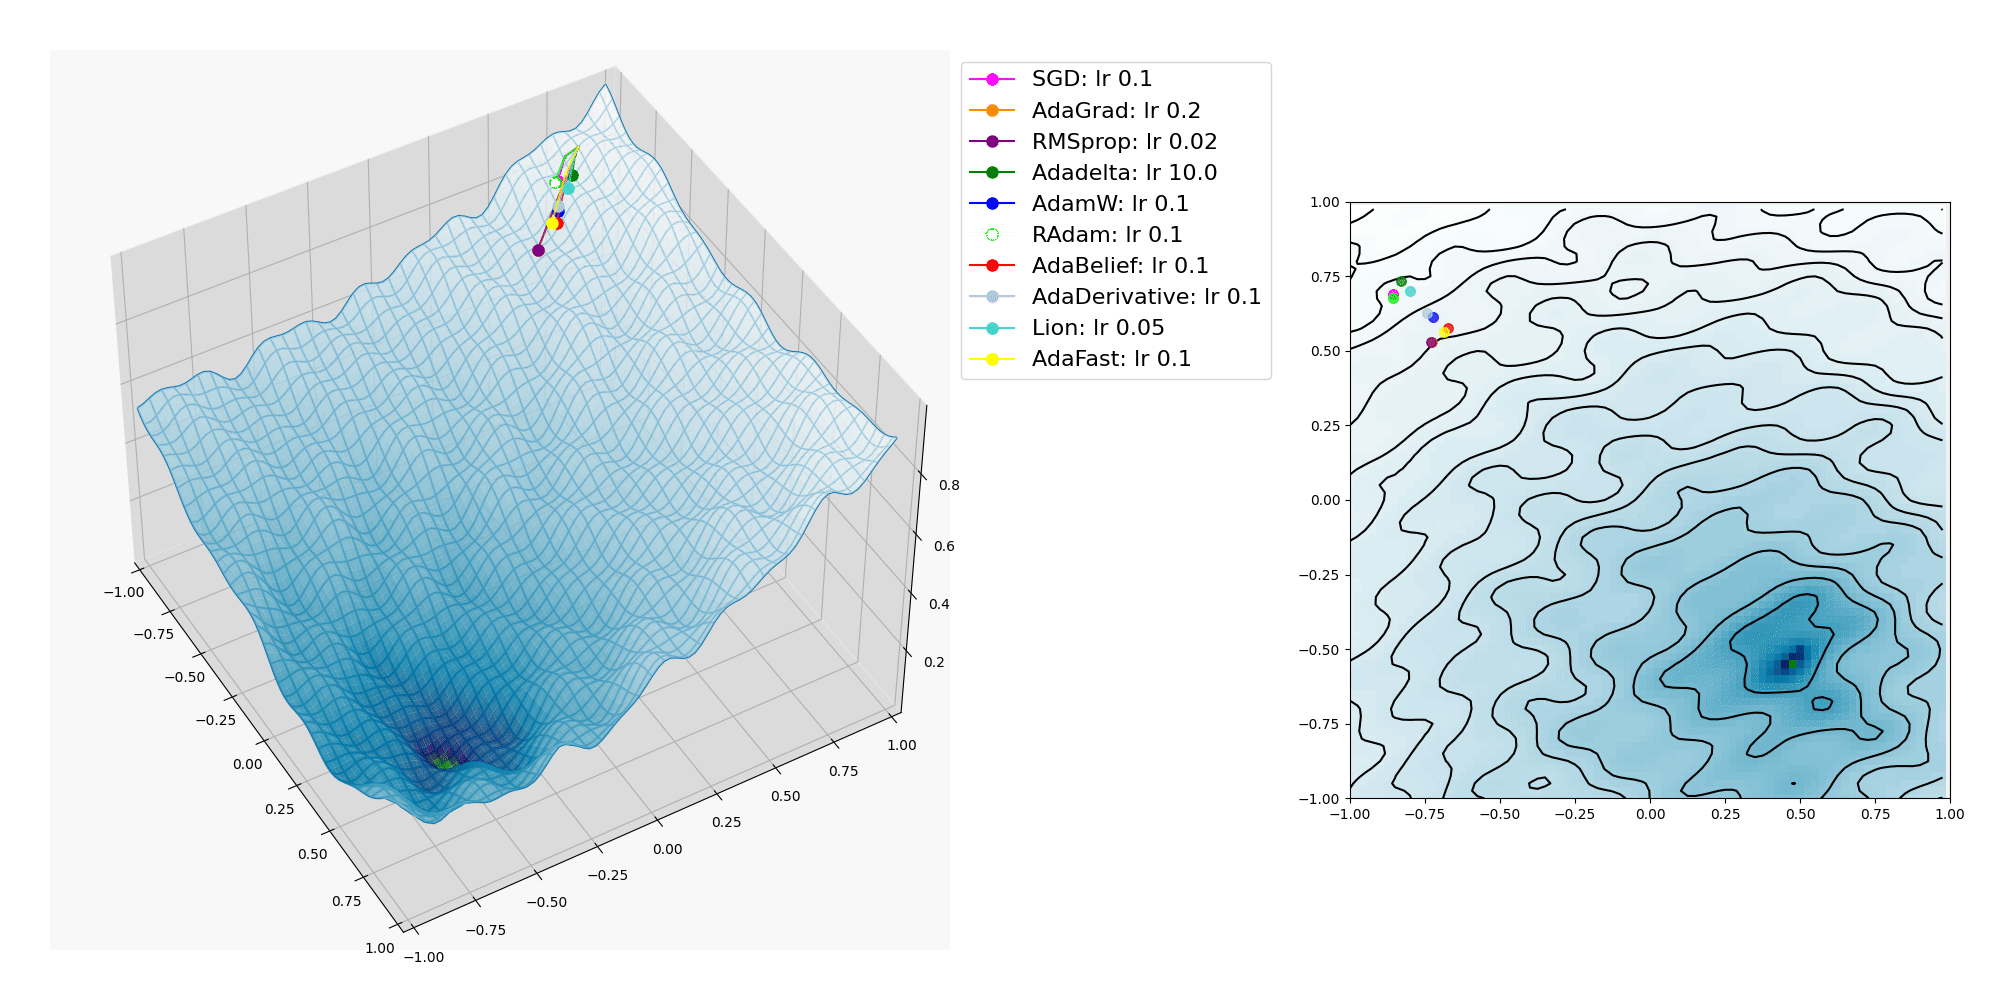 SGD: lr 0.1
AdaGrad: lr 0.2
RMSprop: lr 0.02
Adadelta: lr 10.0
AdamW: lr 0.1
RAdam: lr 0.1
AdaBelief: lr 0.1
AdaDerivative: lr 0.1
Lion: lr 0.05
AdaFast: lr 0.1
0.8
0.6
0.4
0.2
−1.00
−0.75
−0.50
−0.25
0.00
0.25
0.50
0.75
1.00
−1.00
−0.75
−0.50
−0.25
0.00
0.25
0.50
0.75
1.00
1.00
0.75
0.50
0.25
0.00
−0.25
−0.50
−0.75
−1.00
−1.00 −0.75 −0.50 −0.25 0.00 0.25 0.50 0.75 1.00